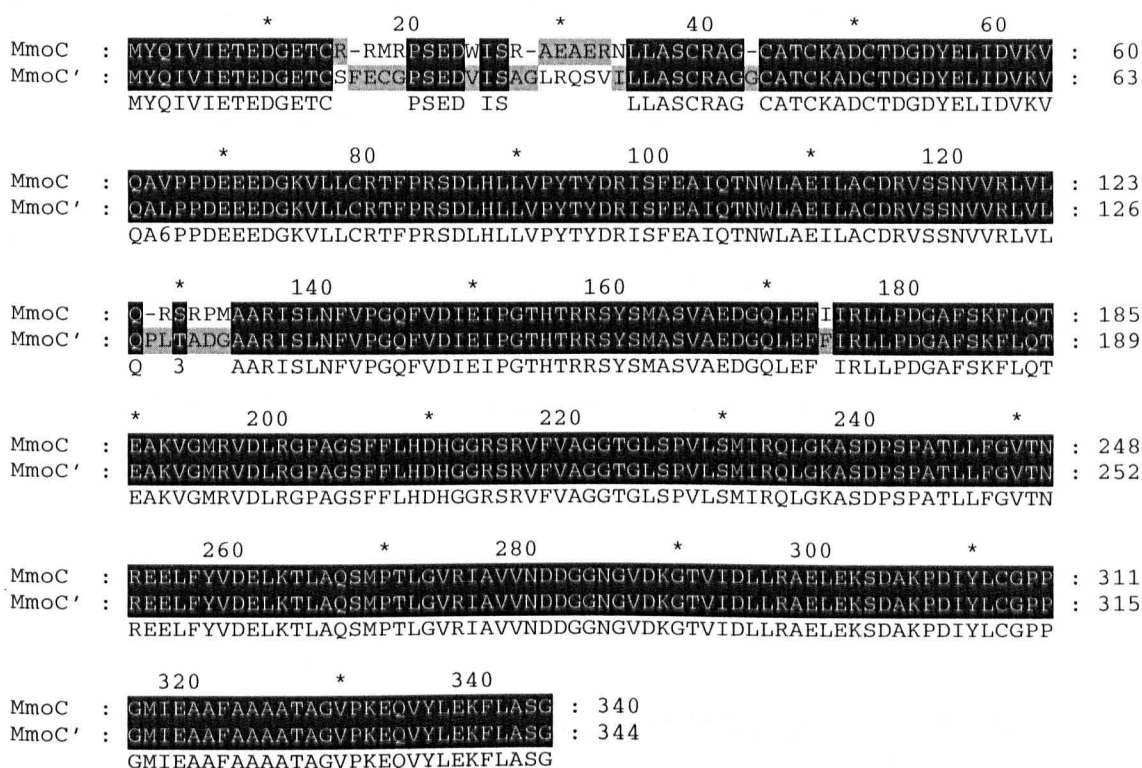 * 20 * 40 * 60
MmoC : MYQIVIETEDGETCR-RMRPSEDWISR-AEAERNLLASCRAG-CATCKADCTDGDYELIDVKV : 60
MmoC' : MYQIVIETEDGETCSFECGPSEDVISAGLRQSVILLASCRAGGCATCKADCTDGDYELIDVKV : 63
MYQIVIETEDGETC PSED IS LLASCRAG CATCKADCTDGDYELIDVKV
* 80 * 100 * 120
MmoC : QAVPPDEEEDGKVLLCRTFPRSDLHLLVPYTYDRISFEAIQTNWLAEILACDRVSSNVVRLVL : 123
MmoC' : QALPPDEEEDGKVLLCRTFPRSDLHLLVPYTYDRISFEAIQTNWLAEILACDRVSSNVVRLVL : 126
QA6PPDEEEDGKVLLCRTFPRSDLHLLVPYTYDRISFEAIQTNWLAEILACDRVSSNVVRLVL
* 140 * 160 * 180
MmoC : Q-RSRPMAARISLNFVPGQFVDIEIPGTHTRRSYSMASVAEDGQLEFIIRLLPDGAFSKFLQT : 185
MmoC' : QPLTADGAARISLNFVPGQFVDIEIPGTHTRRSYSMASVAEDGQLEFFIRLLPDGAFSKFLQT : 189
Q 3 AARISLNFVPGQFVDIEIPGTHTRRSYSMASVAEDGQLEF IRLLPDGAFSKFLQT
* 200 * 220 * 240 *
MmoC : EAKVGMRVDLRGPAGSFFLHDHGGRSRVFVAGGTGLSPVLSMIRQLGKASDPSPATLLFGVTN : 248
MmoC' : EAKVGMRVDLRGPAGSFFLHDHGGRSRVFVAGGTGLSPVLSMIRQLGKASDPSPATLLFGVTN : 252
EAKVGMRVDLRGPAGSFFLHDHGGRSRVFVAGGTGLSPVLSMIRQLGKASDPSPATLLFGVTN
260 * 280 * 300 *
MmoC : REELFYVDELKTLAQSMPTLGVRIAVVNDDGGNGVDKGTVIDLLRAELEKSDAKPDIYLCGPP : 311
MmoC' : REELFYVDELKTLAQSMPTLGVRIAVVNDDGGNGVDKGTVIDLLRAELEKSDAKPDIYLCGPP : 315
REELFYVDELKTLAQSMPTLGVRIAVVNDDGGNGVDKGTVIDLLRAELEKSDAKPDIYLCGPP
320 * 340
MmoC : GMIEAAFAAAATAGVPKEQVYLEKFLASG : 340
MmoC' : GMIEAAFAAAATAGVPKEQVYLEKFLASG : 344
GMIEAAFAAAATAGVPKEQVYLEKFLASG